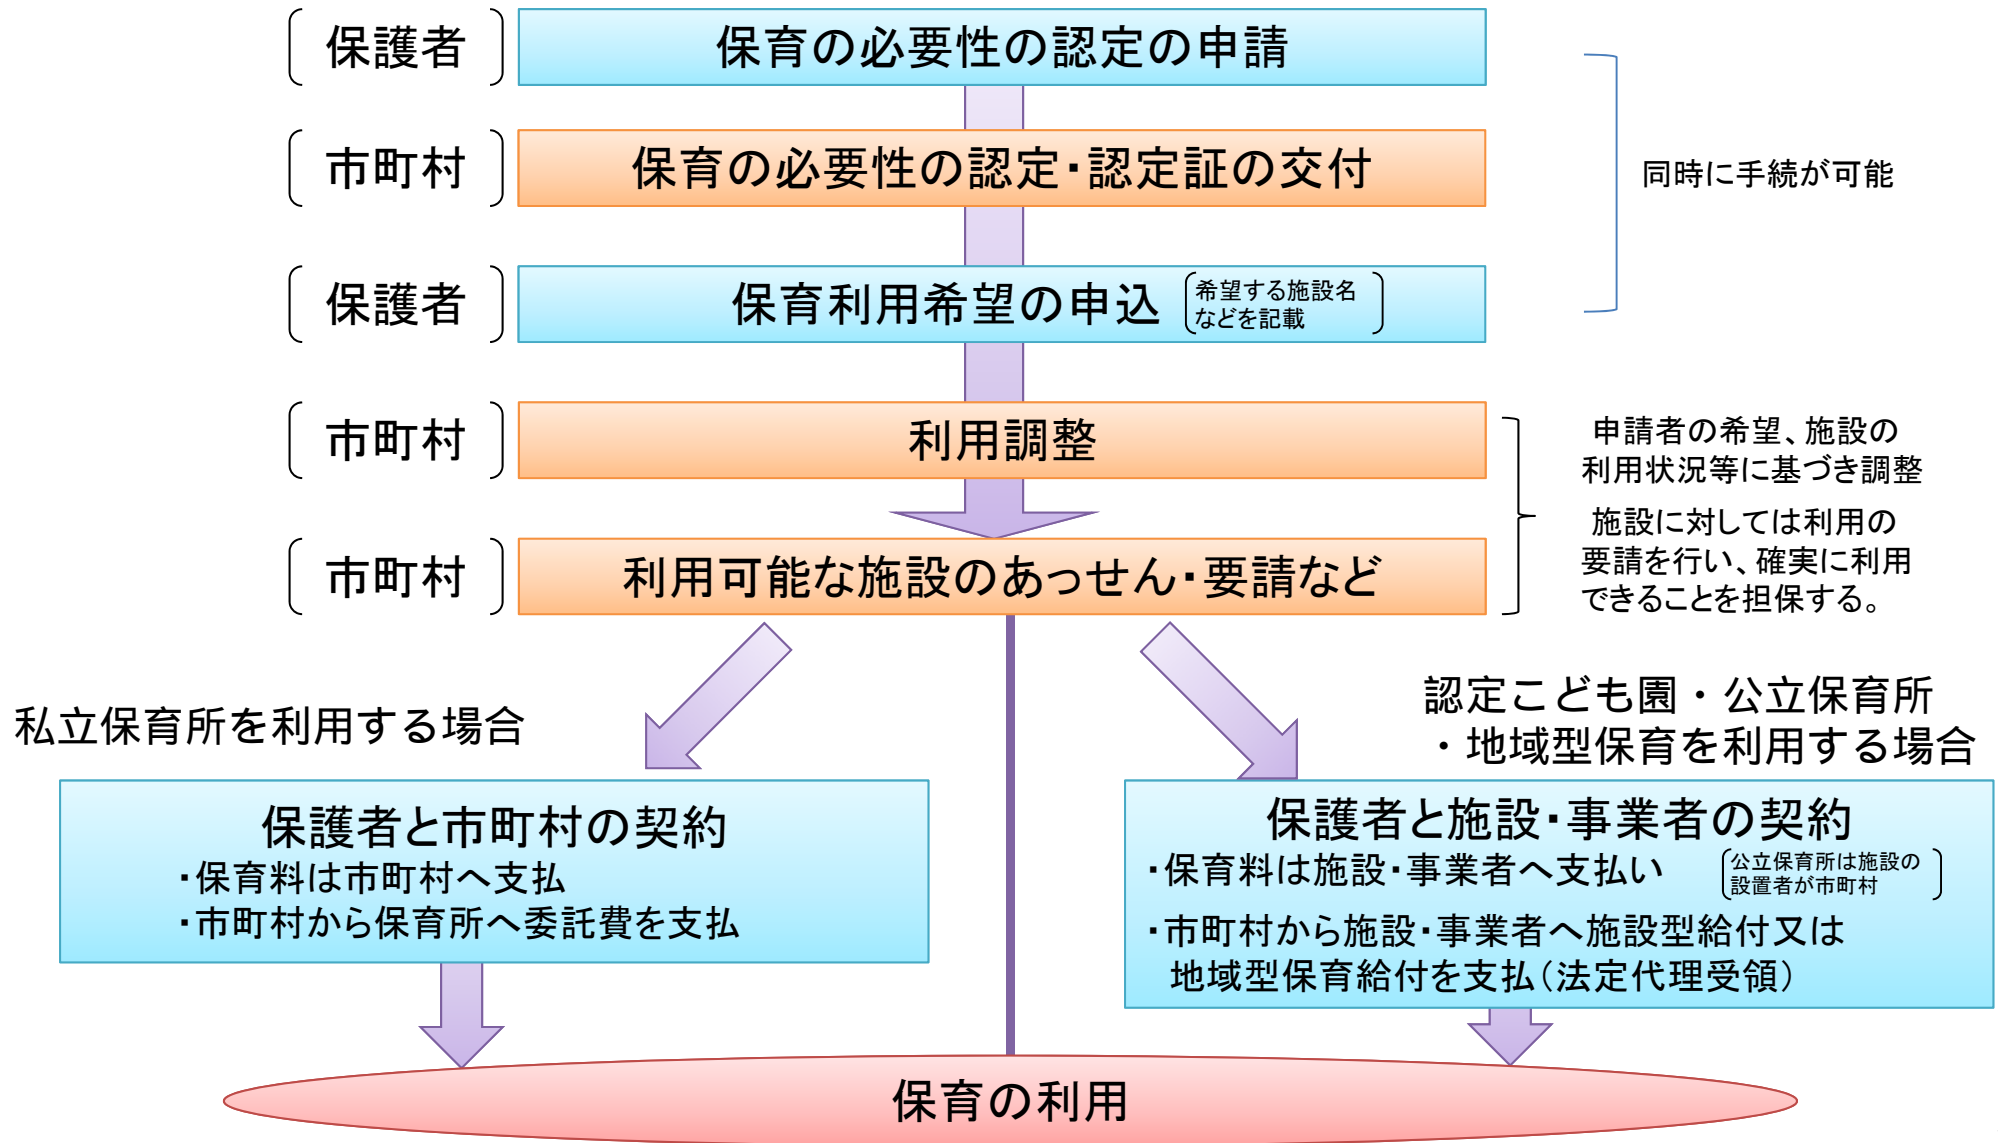 保護者
保育の必要性の認定の申請
市町村
保育の必要性の認定・認定証の交付
同時に手続が可能
保護者
保育利用希望の申込
希望する施設名
などを記載
市町村
利用調整
申請者の希望、施設の
利用状況等に基づき調整
施設に対しては利用の
要請を行い、確実に利用
できることを担保する。
市町村
利用可能な施設のあっせん・要請など
私立保育所を利用する場合
保護者と市町村の契約
・保育料は市町村へ支払
・市町村から保育所へ委託費を支払
認定こども園・公立保育所
・地域型保育を利用する場合
保護者と施設・事業者の契約
・保育料は施設・事業者へ支払い
公立保育所は施設の
設置者が市町村
・市町村から施設・事業者へ施設型給付又は
地域型保育給付を支払（法定代理受領）
保育の利用